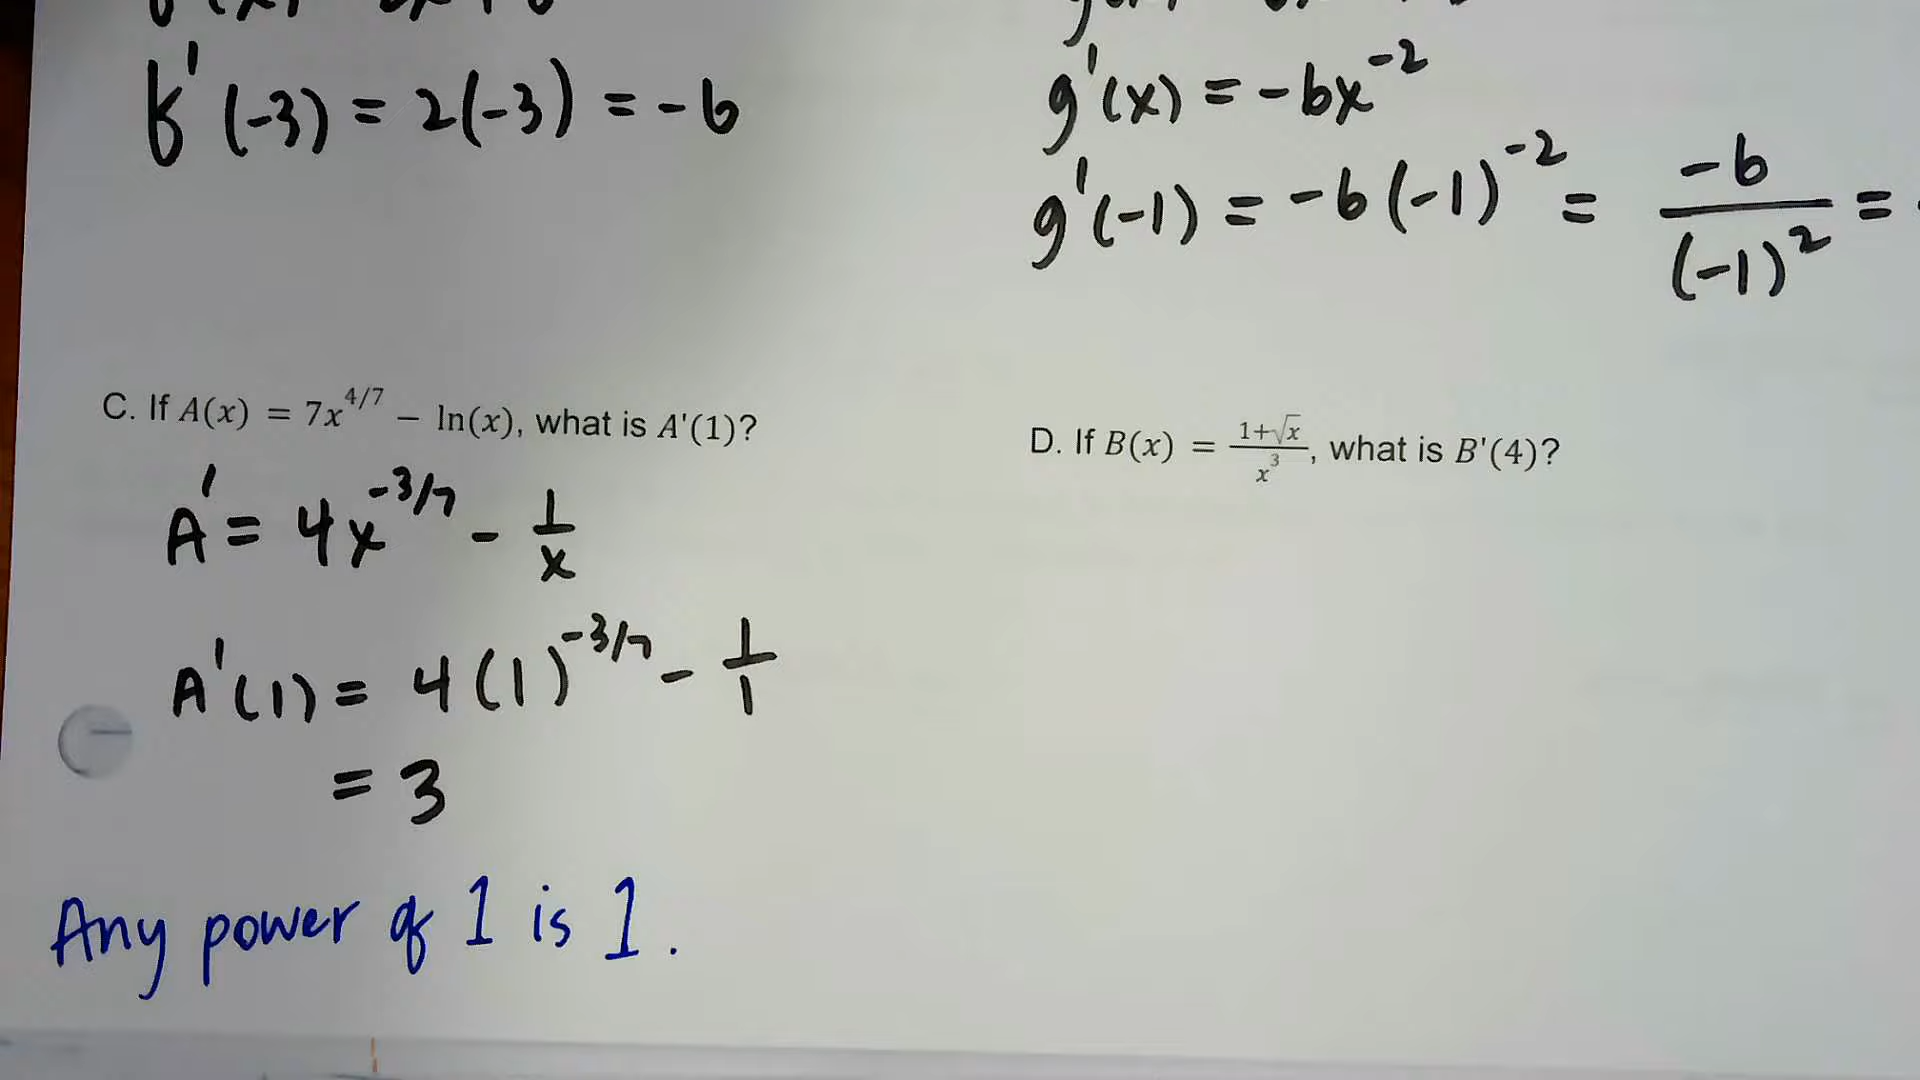 f'(-3) = 2(-3) = -6
g'(x) = -6x^-2
g'(-1) = -6(-1)^-2 = -6/(-1)^2 =
C. If A(x) = 7x^4/7 − ln(x), what is A'(1)?
A' = 4x^-3/7 - 1/x
A'(1) = 4(1)^-3/7 - 1/1
= 3
Any power of 1 is 1.
D. If B(x) = (1+√x)/x^3, what is B'(4)?